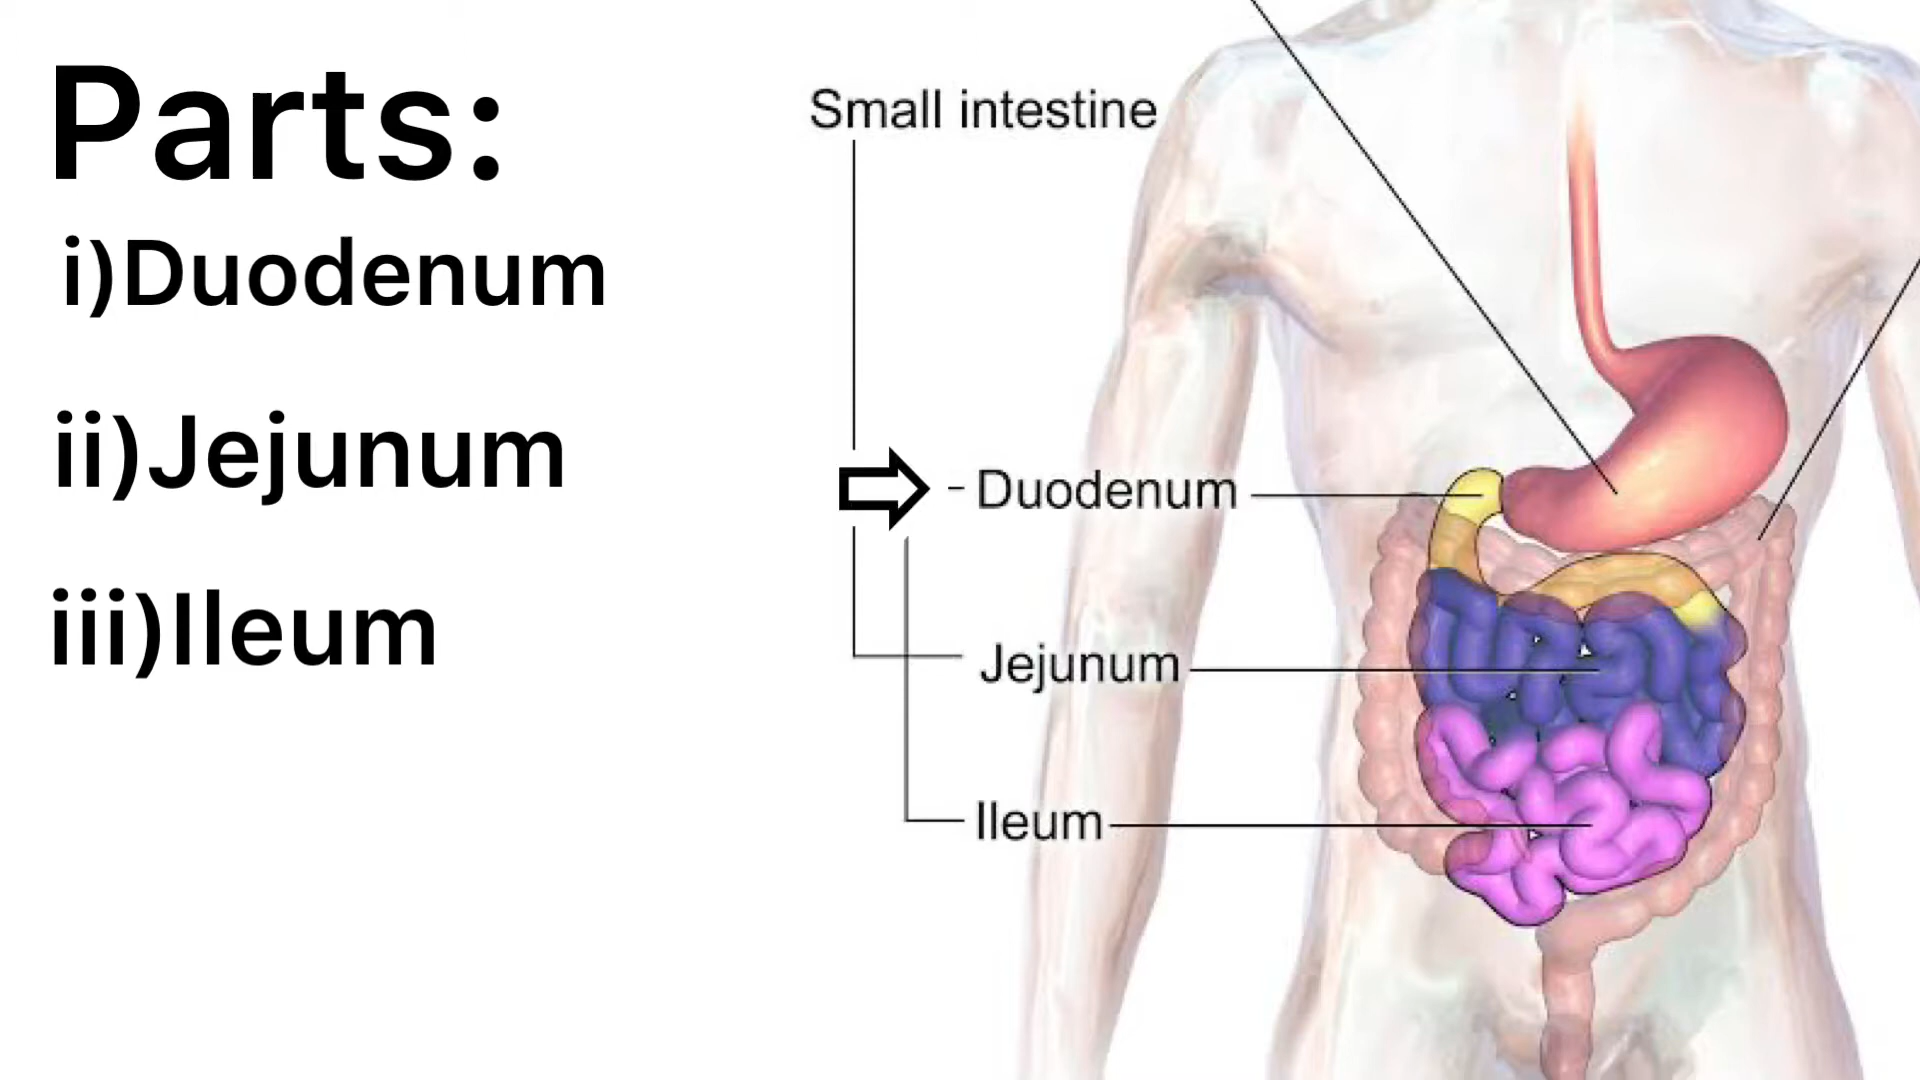 Parts:
i)Duodenum
ii)Jejunum
iii)Ileum
Small intestine
Duodenum
Jejunum
Ileum